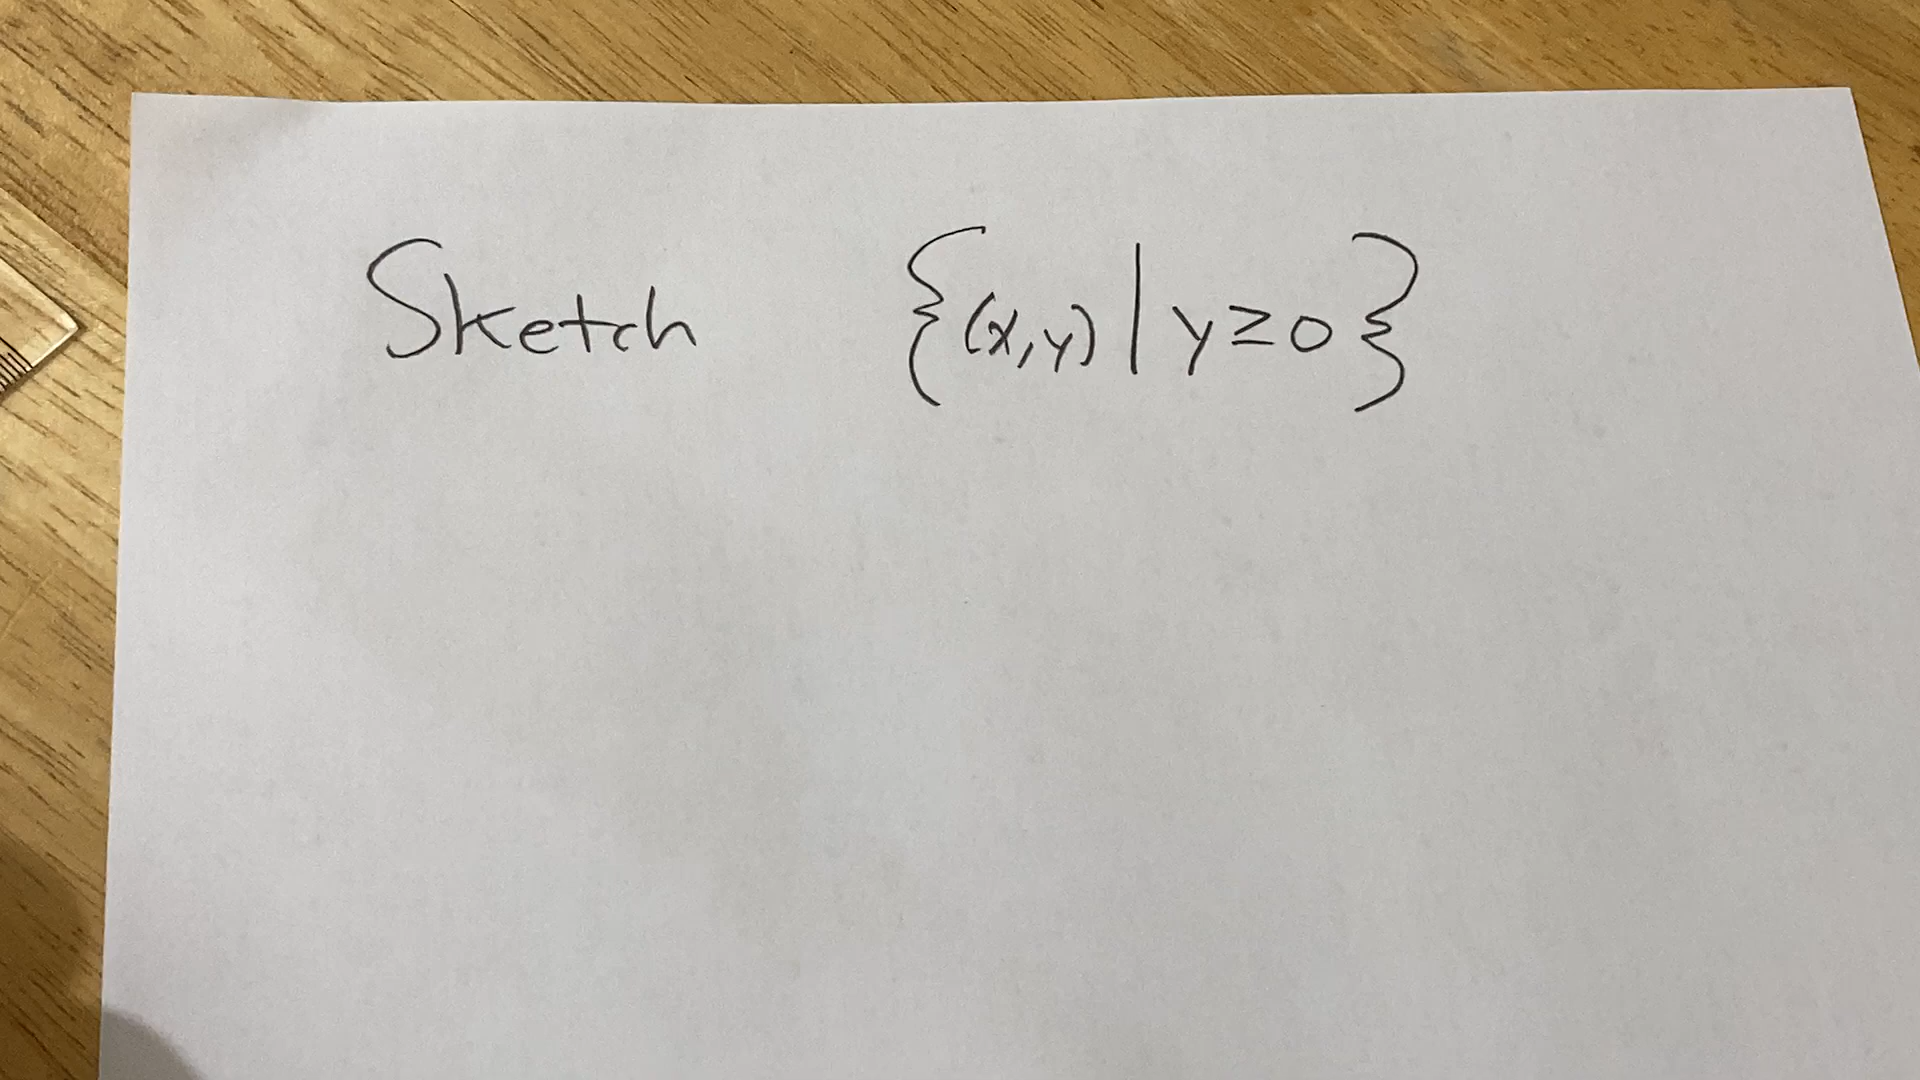 Sketch {(x,y) | y ≥ 0}